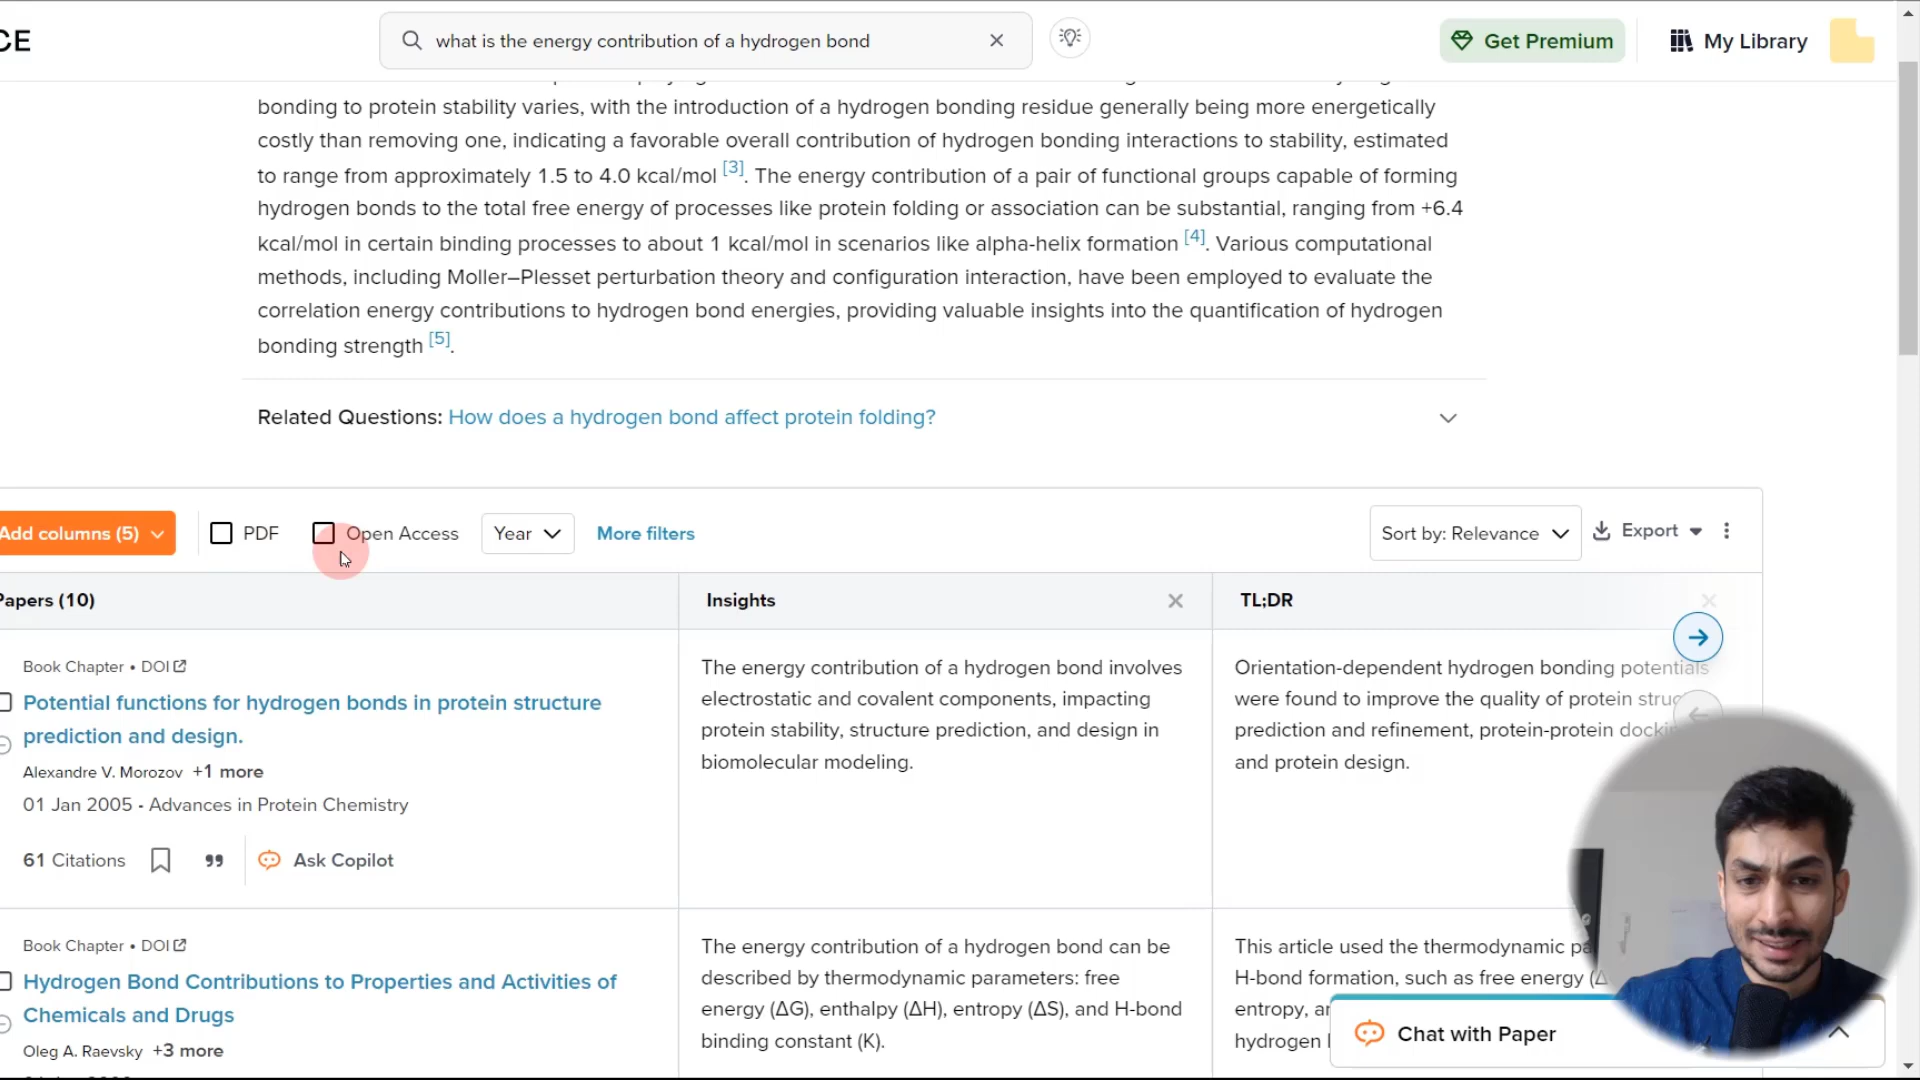 CE
what is the energy contribution of a hydrogen bond
Get Premium
My Library
bonding to protein stability varies, with the introduction of a hydrogen bonding residue generally being more energetically
costly than removing one, indicating a favorable overall contribution of hydrogen bonding interactions to stability, estimated
to range from approximately 1.5 to 4.0 kcal/mol [3]. The energy contribution of a pair of functional groups capable of forming
hydrogen bonds to the total free energy of processes like protein folding or association can be substantial, ranging from +6.4
kcal/mol in certain binding processes to about 1 kcal/mol in scenarios like alpha-helix formation [4]. Various computational
methods, including Moller–Plesset perturbation theory and configuration interaction, have been employed to evaluate the
correlation energy contributions to hydrogen bond energies, providing valuable insights into the quantification of hydrogen
bonding strength [5].
Related Questions: How does a hydrogen bond affect protein folding?
Add columns (5)
PDF
Open Access
Year
More filters
Sort by: Relevance
Export
Papers (10)
Insights
TL;DR
Book Chapter • DOI
Potential functions for hydrogen bonds in protein structure
prediction and design.
Alexandre V. Morozov +1 more
01 Jan 2005 - Advances in Protein Chemistry
61 Citations
Ask Copilot
The energy contribution of a hydrogen bond involves
electrostatic and covalent components, impacting
protein stability, structure prediction, and design in
biomolecular modeling.
Orientation-dependent hydrogen bonding potentials
were found to improve the quality of protein struc
prediction and refinement, protein-protein dockin
and protein design.
Book Chapter • DOI
Hydrogen Bond Contributions to Properties and Activities of
Chemicals and Drugs
Oleg A. Raevsky +3 more
The energy contribution of a hydrogen bond can be
described by thermodynamic parameters: free
energy (ΔG), enthalpy (ΔH), entropy (ΔS), and H-bond
binding constant (K).
This article used the thermodynamic pa
H-bond formation, such as free energy (Δ
entropy, an
hydrogen
Chat with Paper